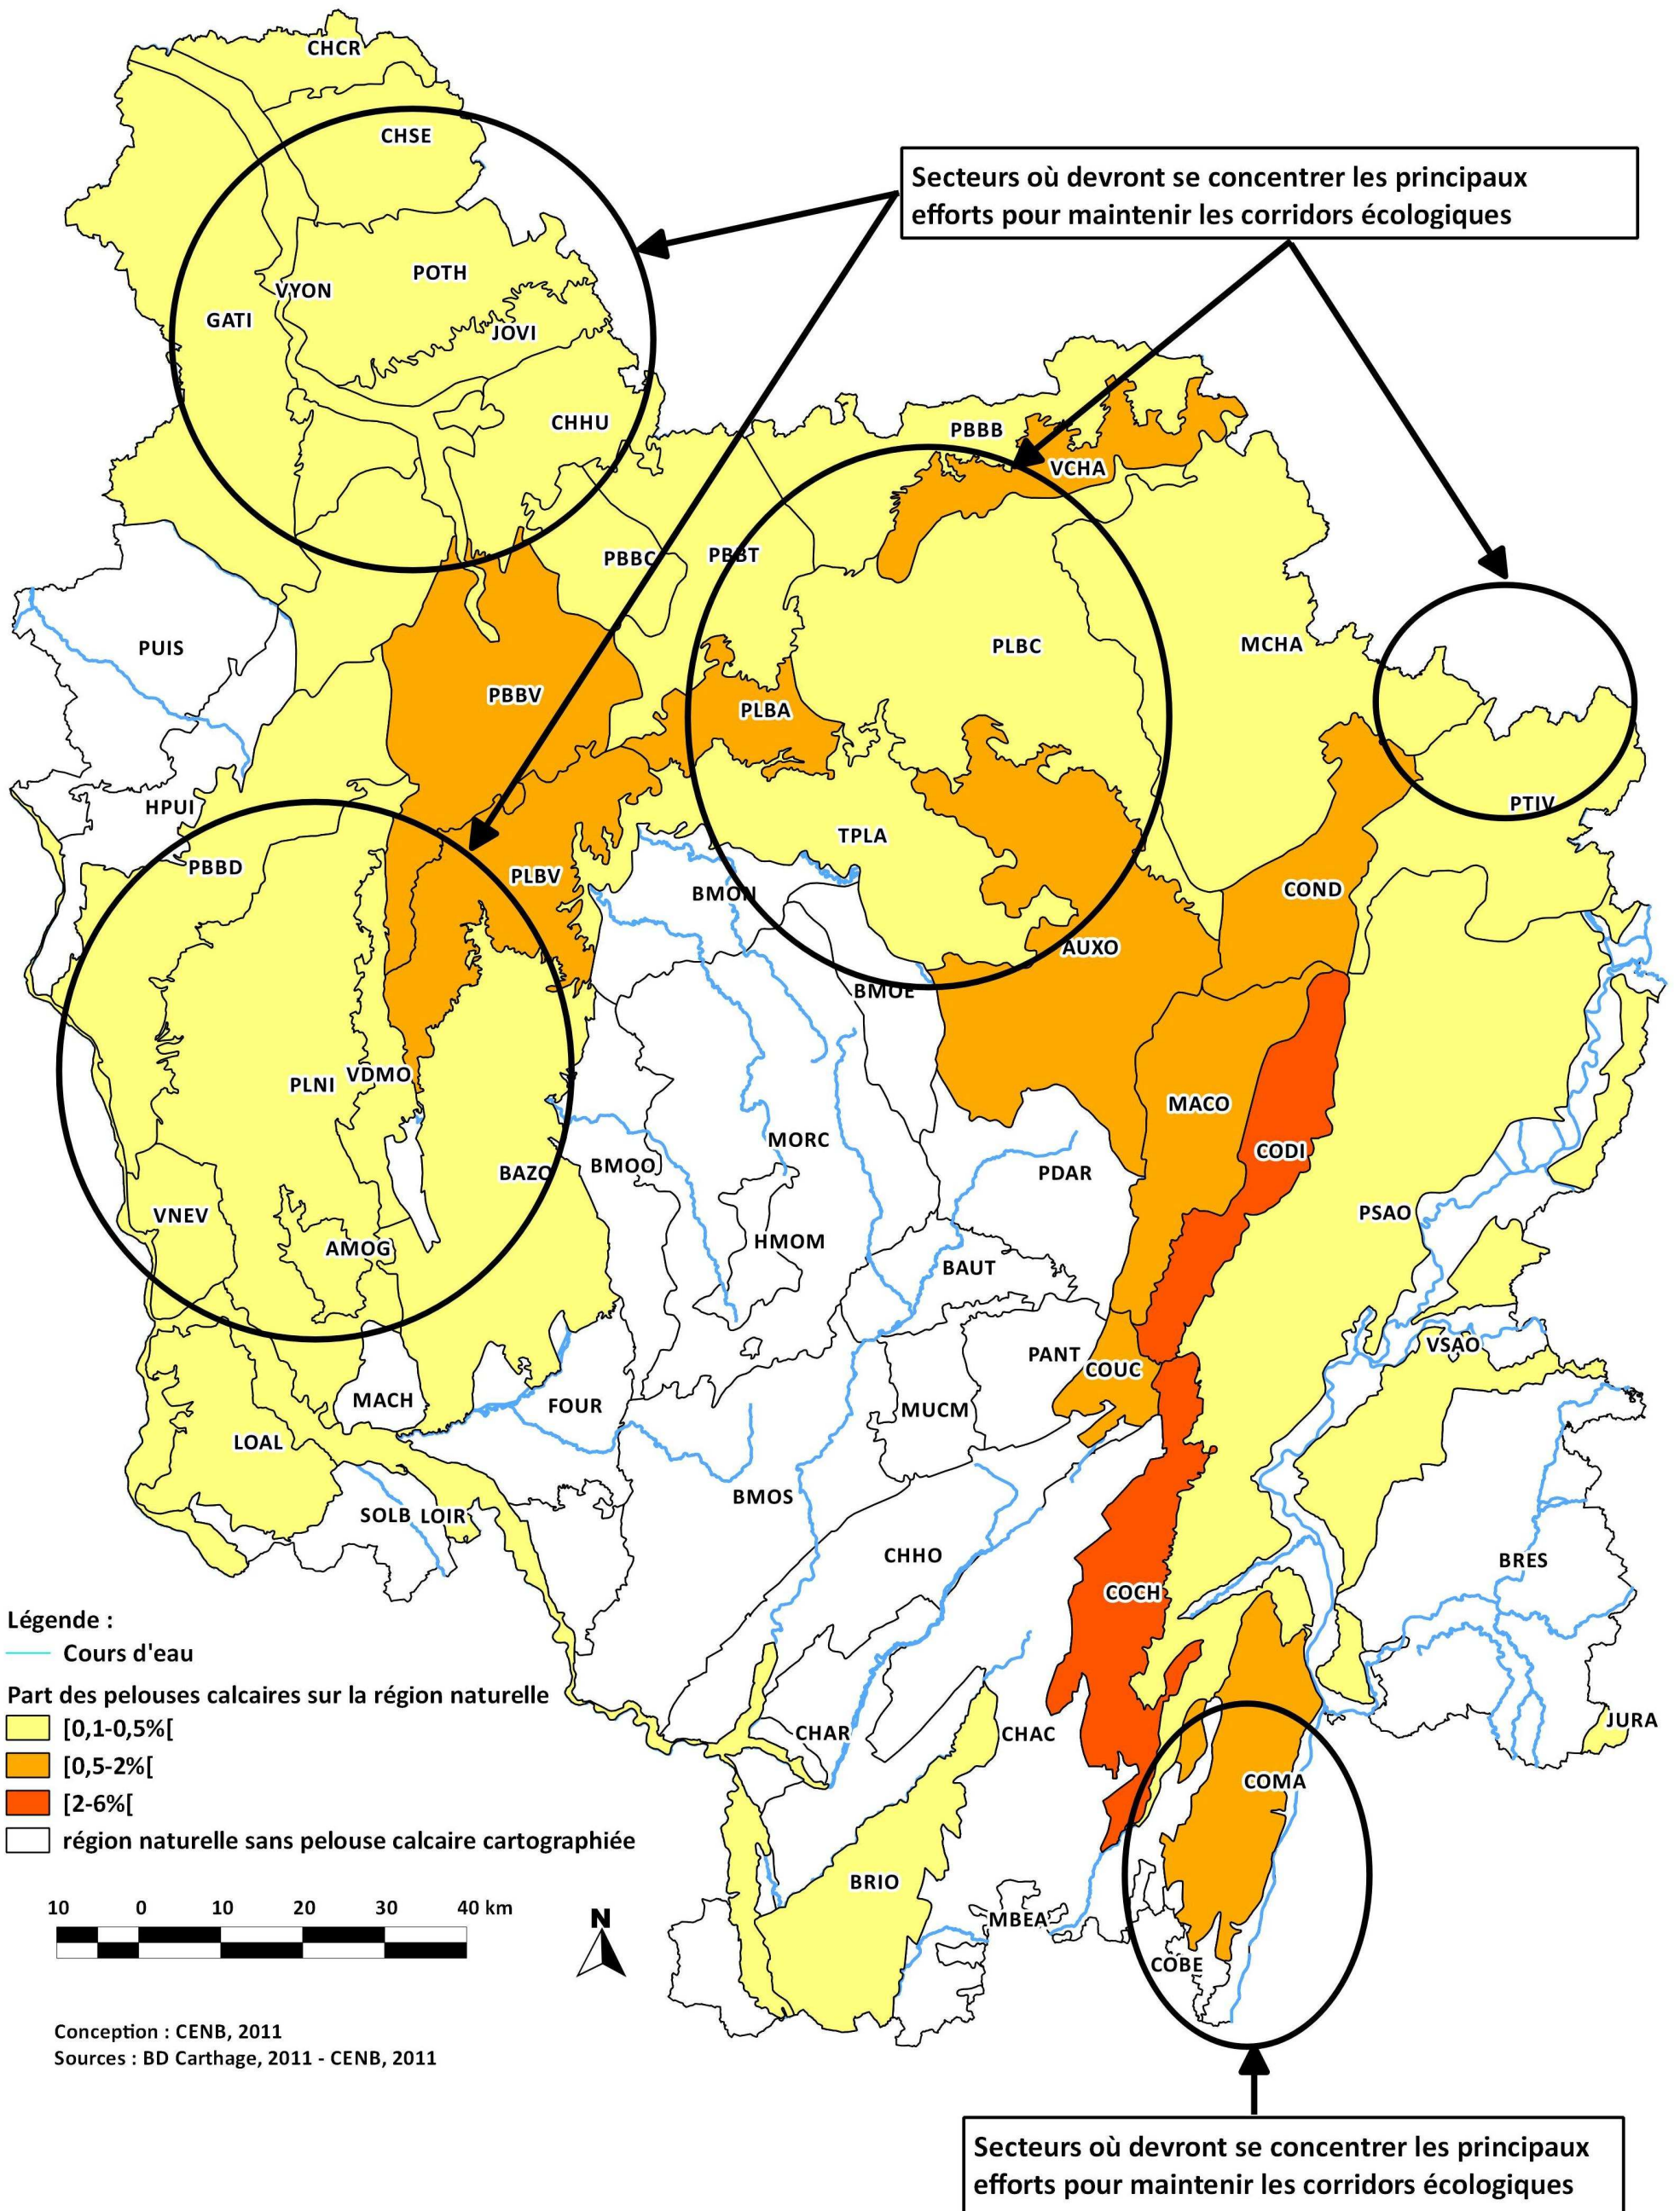 CHCR
CHSE
Secteurs où devront se concentrer les principaux
efforts pour maintenir les corridors écologiques
POTH
VYON
GATI
JOVI
CHHU
PBBB
VCHA
PBBC
PBBT
PUIS
PLBC
MCHA
PBBV
PLBA
HPUI
PTIV
TPLA
PBBD
PLBV
BMON
COND
AUXO
BMOE
PLNI
VDMO
MACO
MORC
CODI
BMOO
BAZO
PDAR
VNEV
PSAO
AMOG
HMOM
BAUT
VSAO
PANT
COUC
MACH
FOUR
MUCM
LOAL
BMOS
SOLB
LOIR
CHHO
BRES
COCH
Légende :
Cours d'eau
Part des pelouses calcaires sur la région naturelle
[0,1-0,5%[
[0,5-2%[
[2-6%[
région naturelle sans pelouse calcaire cartographiée
CHAR
CHAC
JURA
COMA
BRIO
MBEA
COBE
10 0 10 20 30 40 km
N
Conception : CENB, 2011
Sources : BD Carthage, 2011 - CENB, 2011
Secteurs où devront se concentrer les principaux
efforts pour maintenir les corridors écologiques